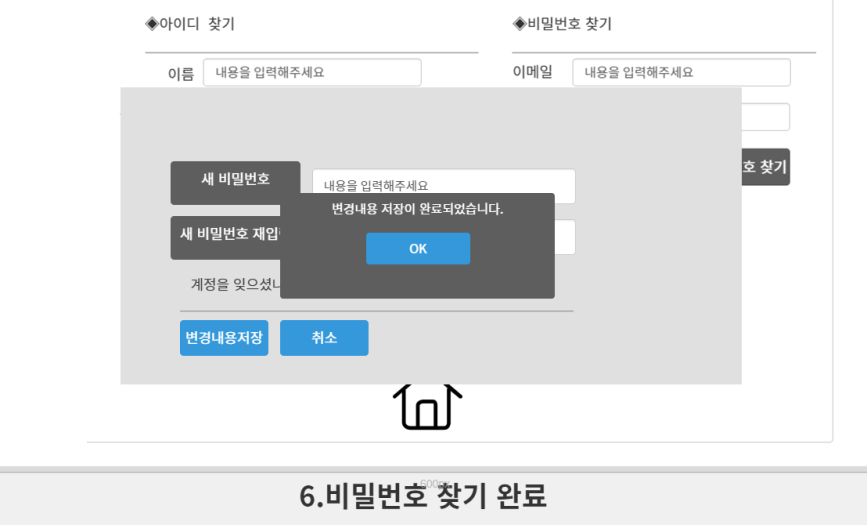 ◈아이디 찾기
◈비밀번호 찾기
이름
내용을 입력해주세요
이메일
내용을 입력해주세요
호 찾기
새 비밀번호
내용을 입력해주세요
변경내용 저장이 완료되었습니다.
새 비밀번호 재입
OK
계정을 잊으셨
변경내용저장
취소
600px
6.비밀번호 찾기 완료